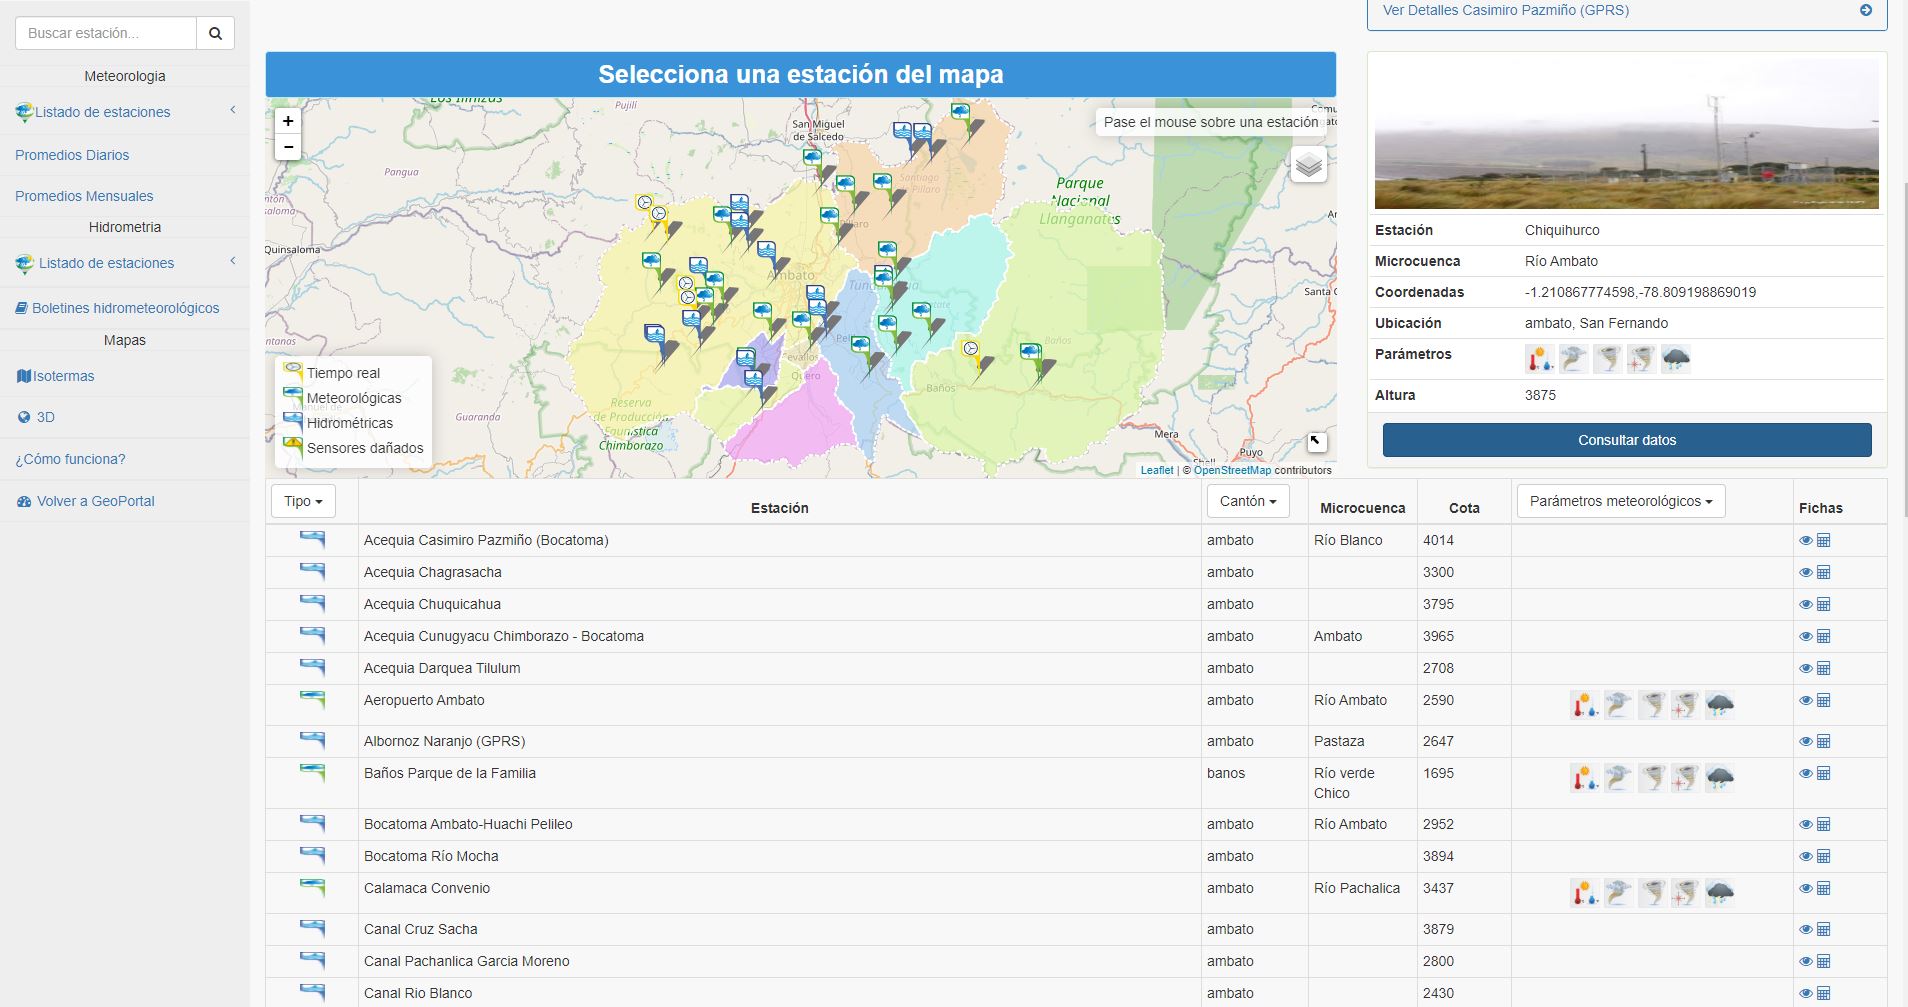 Buscar estación...
Meteorologia
Listado de estaciones
Promedios Diarios
Promedios Mensuales
Hidrometria
Listado de estaciones
Boletines hidrometeorológicos
Mapas
Isotermas
3D
¿Cómo funciona?
Volver a GeoPortal
Ver Detalles Casimiro Pazmiño (GPRS)
Selecciona una estación del mapa
+
−
Pase el mouse sobre una estación
Pujilí
San Miguel
de Salcedo
Pangua
Santiago
Píllaro
Parque
Nacional
Llanganates
Quinsaloma
Ambato
Santa C
Baños
Baños
Quero
Reserva
de Producción
Faunística
Chimborazo
Guaranda
Mera
Shell
Puyo
Tiempo real
Meteorológicas
Hidrométricas
Sensores dañados
Leaflet | © OpenStreetMap contributors
Estación Chiquihurco
Microcuenca Río Ambato
Coordenadas -1.210867774598,-78.809198869019
Ubicación ambato, San Fernando
Parámetros
Altura 3875
Consultar datos
Tipo Estación Cantón Microcuenca Cota Parámetros meteorológicos Fichas
Acequia Casimiro Pazmiño (Bocatoma) ambato Río Blanco 4014
Acequia Chagrasacha ambato 3300
Acequia Chuquicahua ambato 3795
Acequia Cunugyacu Chimborazo - Bocatoma ambato Ambato 3965
Acequia Darquea Tilulum ambato 2708
Aeropuerto Ambato ambato Río Ambato 2590
Albornoz Naranjo (GPRS) ambato Pastaza 2647
Baños Parque de la Familia banos Río verde Chico 1695
Bocatoma Ambato-Huachi Pelileo ambato Río Ambato 2952
Bocatoma Río Mocha ambato 3894
Calamaca Convenio ambato Río Pachalica 3437
Canal Cruz Sacha ambato 3879
Canal Pachanlica Garcia Moreno ambato 2800
Canal Rio Blanco ambato 2430